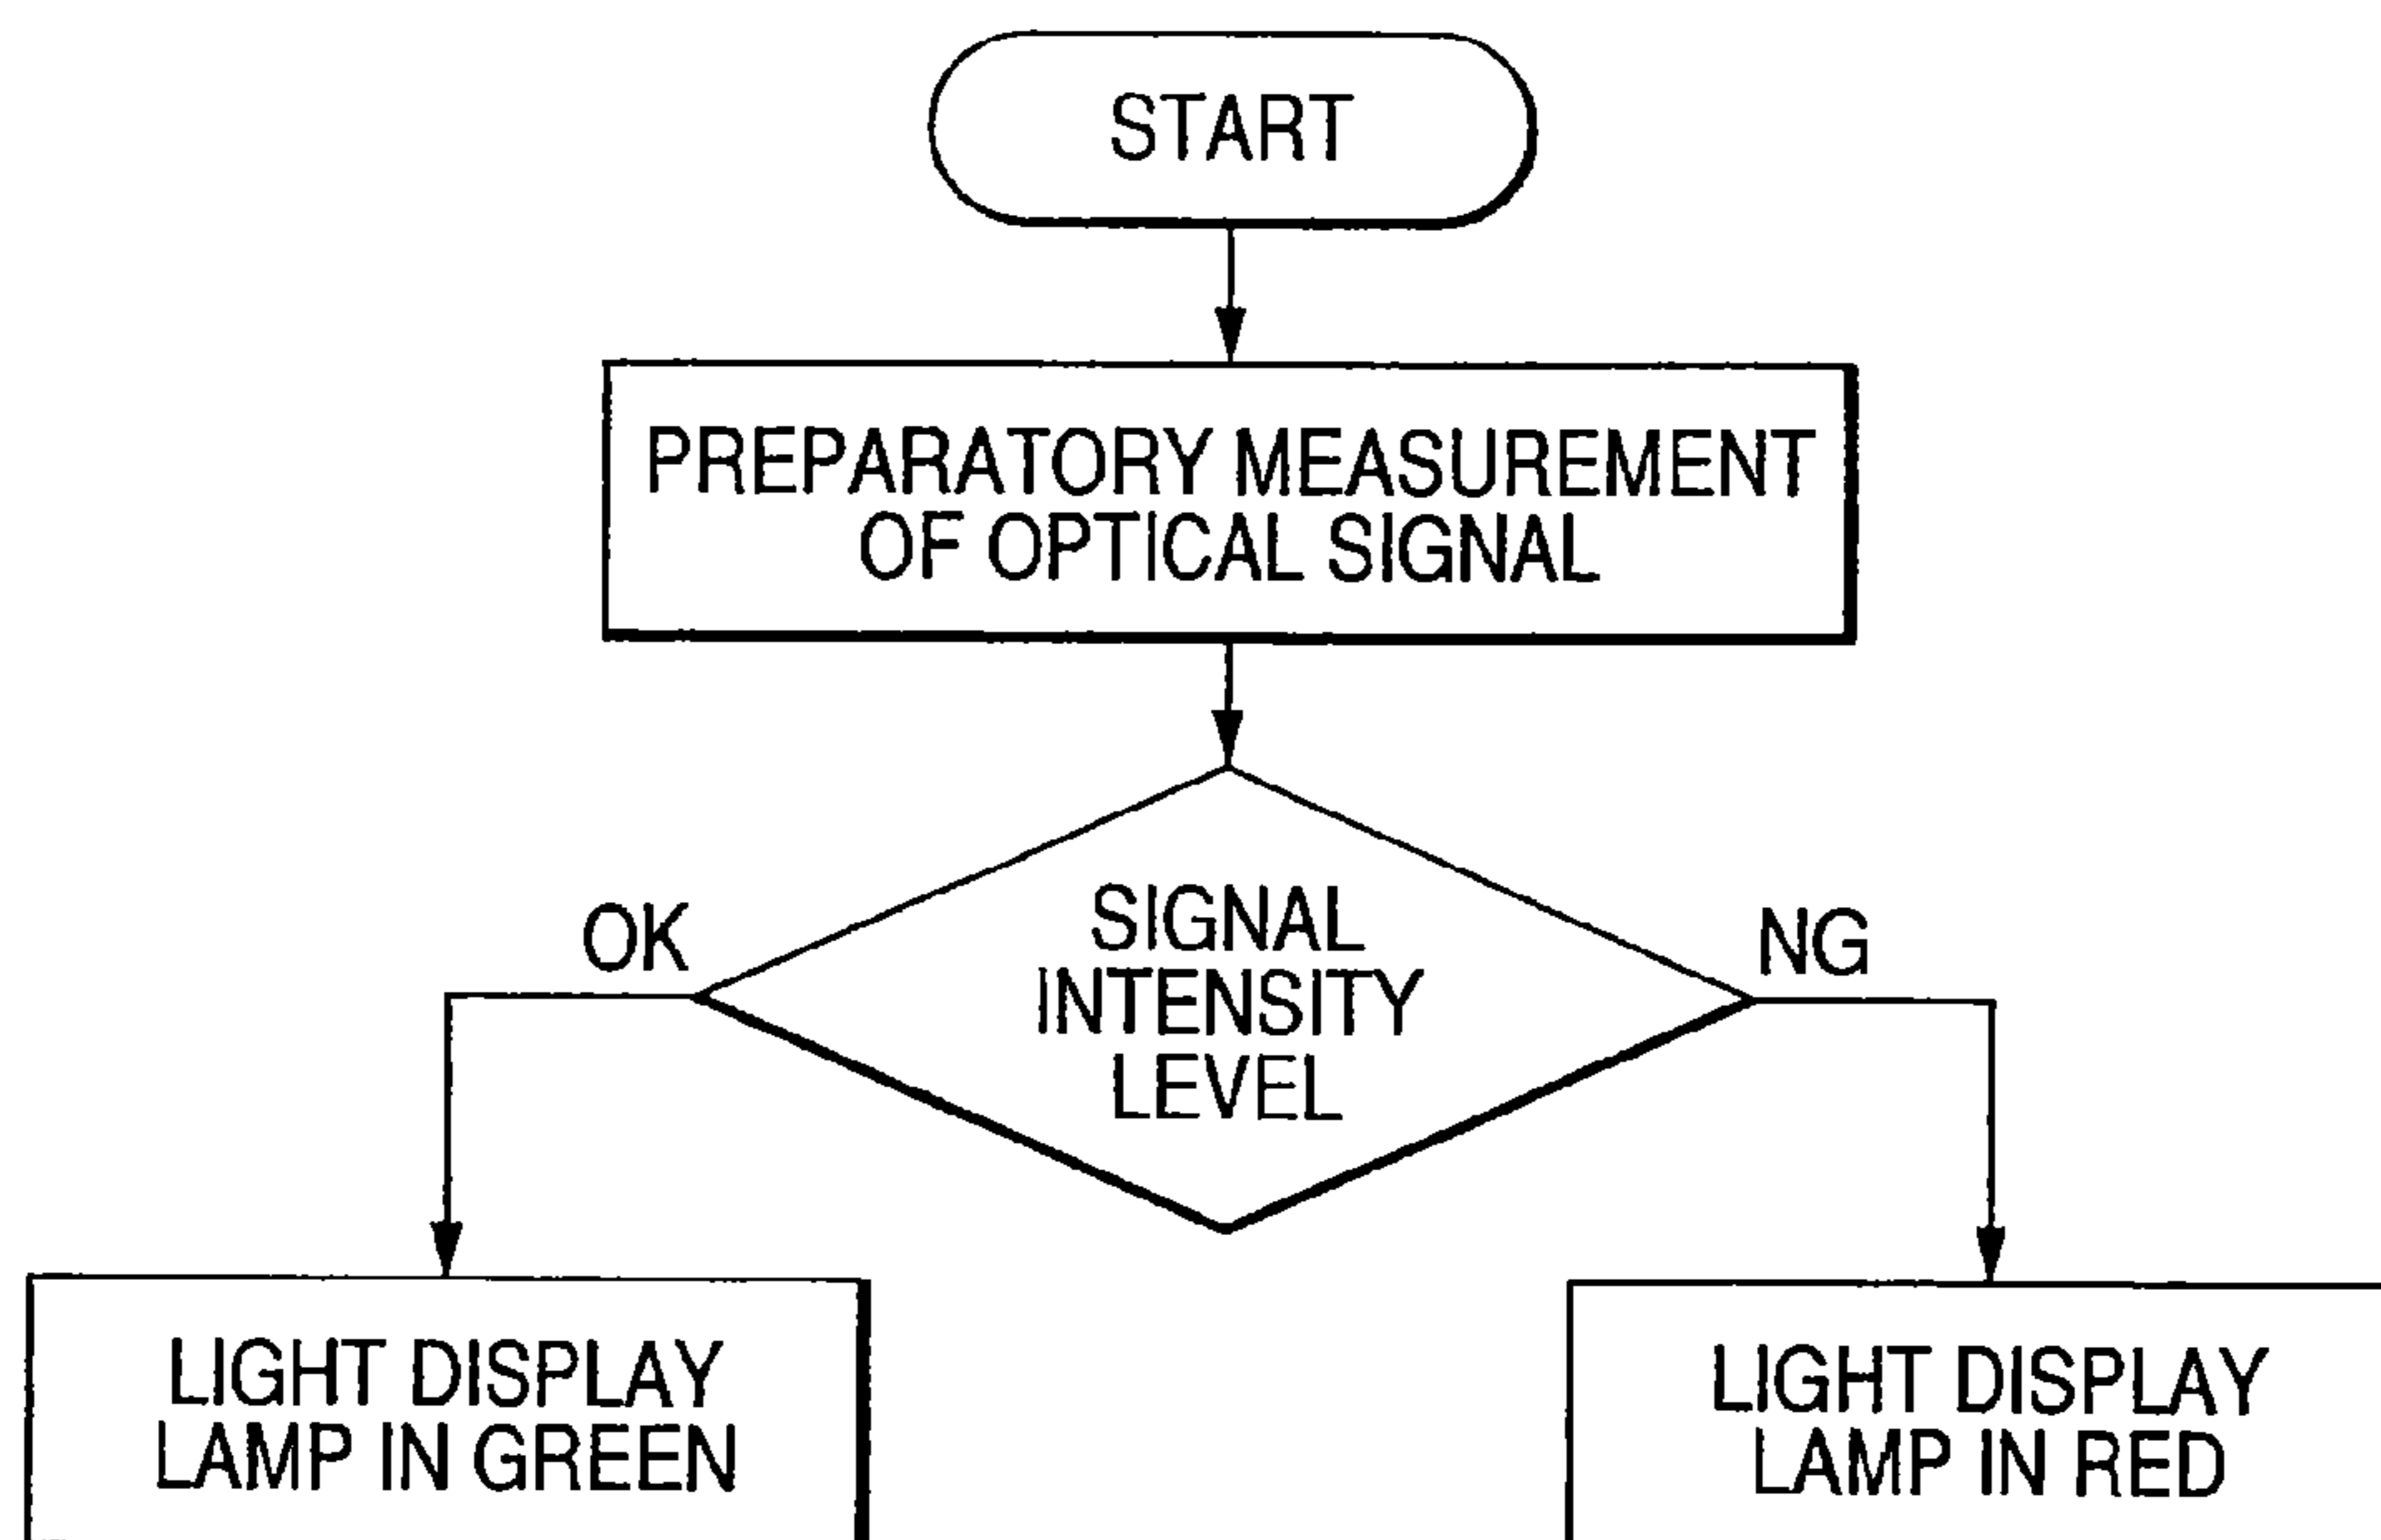 START
PREPARATORY MEASUREMENT
OF OPTICAL SIGNAL
OK
SIGNAL
INTENSITY
LEVEL
NG
LIGHT DISPLAY
LAMP IN GREEN
LIGHT DISPLAY
LAMP IN RED